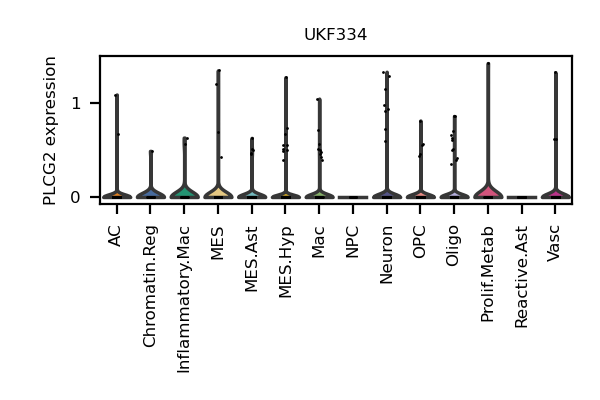 UKF334
PLCG2 expression
1
0
AC
Chromatin.Reg
Inflammatory.Mac
MES
MES.Ast
MES.Hyp
Mac
NPC
Neuron
OPC
Oligo
Prolif.Metab
Reactive.Ast
Vasc